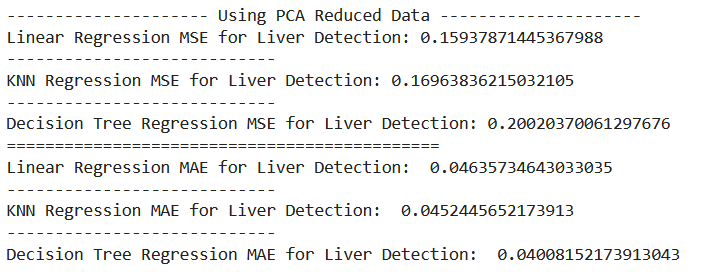 --------------------- Using PCA Reduced Data ---------------------
Linear Regression MSE for Liver Detection: 0.15937871445367988
----------------------------
KNN Regression MSE for Liver Detection: 0.16963836215032105
----------------------------
Decision Tree Regression MSE for Liver Detection: 0.20020370061297676
=============================================
Linear Regression MAE for Liver Detection:  0.04635734643033035
----------------------------
KNN Regression MAE for Liver Detection:  0.0452445652173913
----------------------------
Decision Tree Regression MAE for Liver Detection:  0.04008152173913043